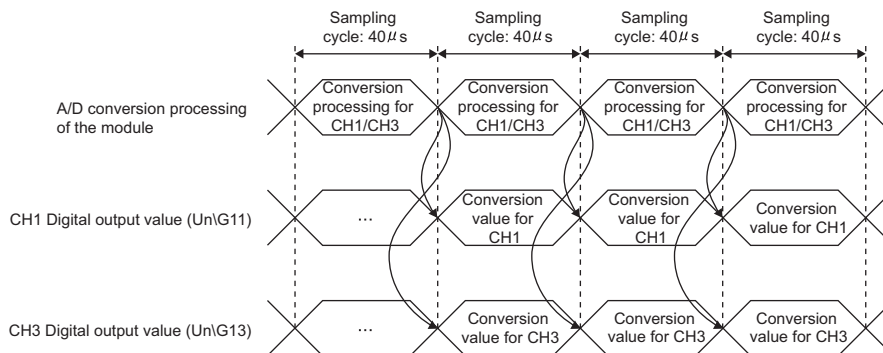 Sampling
cycle: 40μs
Sampling
cycle: 40μs
Sampling
cycle: 40μs
Sampling
cycle: 40μs
A/D conversion processing
of the module
Conversion
processing for
CH1/CH3
Conversion
processing for
CH1/CH3
Conversion
processing for
CH1/CH3
Conversion
processing for
CH1/CH3
CH1 Digital output value (Un\G11)
...
Conversion
value for
CH1
Conversion
value for
CH1
Conversion
value for CH1
CH3 Digital output value (Un\G13)
...
Conversion
value for CH3
Conversion
value for CH3
Conversion
value for CH3